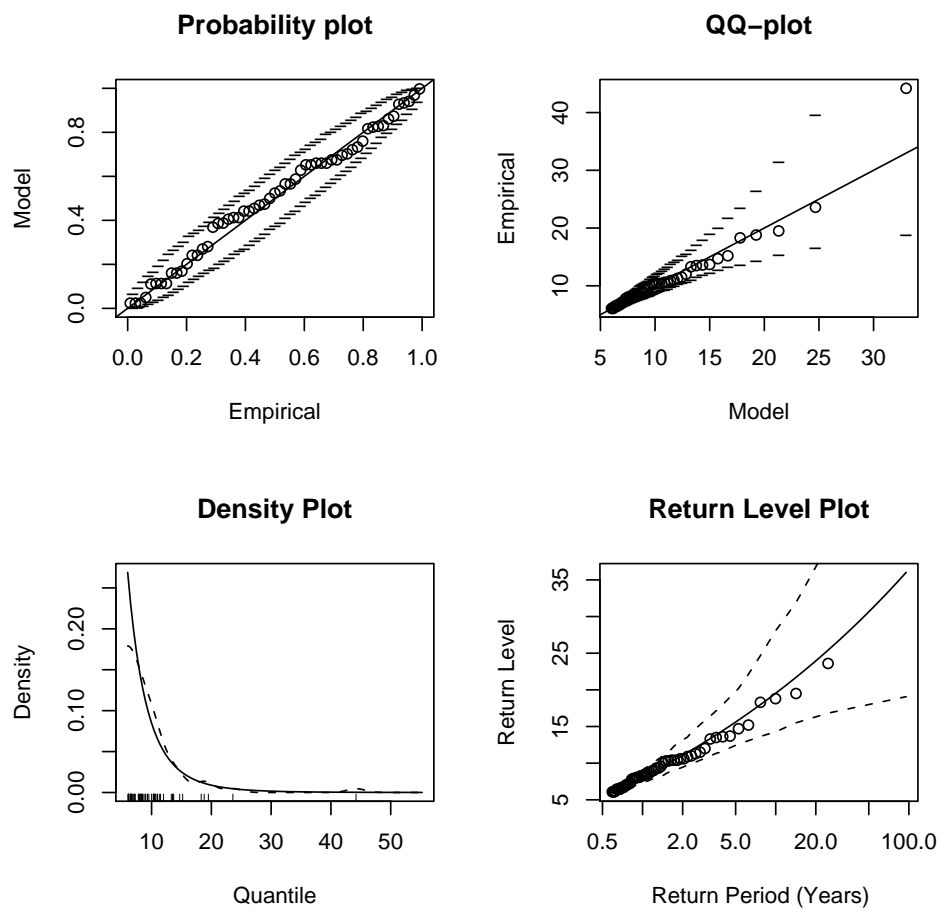 Probability plot
Model
0.0 0.4 0.8
0.0 0.2 0.4 0.6 0.8 1.0
Empirical
QQ−plot
Empirical
10 20 30 40
5 10 15 20 25 30
Model
Density Plot
Density
0.00 0.10 0.20
10 20 30 40 50
Quantile
Return Level Plot
Return Level
5 15 25 35
0.5 2.0 5.0 20.0 100.0
Return Period (Years)